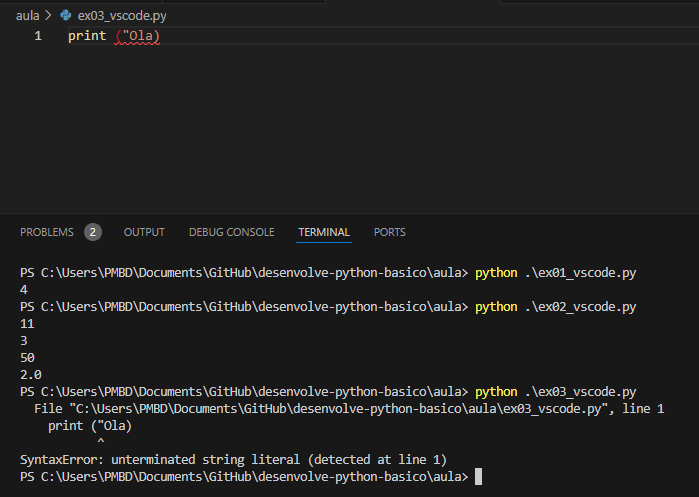 aula > ex03_vscode.py
1 print ("Ola)
PROBLEMS 2 OUTPUT DEBUG CONSOLE TERMINAL PORTS
PS C:\Users\PMBD\Documents\GitHub\desenvolve-python-basico\aula> python .\ex01_vscode.py
4
PS C:\Users\PMBD\Documents\GitHub\desenvolve-python-basico\aula> python .\ex02_vscode.py
11
3
50
2.0
PS C:\Users\PMBD\Documents\GitHub\desenvolve-python-basico\aula> python .\ex03_vscode.py
  File "C:\Users\PMBD\Documents\GitHub\desenvolve-python-basico\aula\ex03_vscode.py", line 1
    print ("Ola)
           ^
SyntaxError: unterminated string literal (detected at line 1)
PS C:\Users\PMBD\Documents\GitHub\desenvolve-python-basico\aula>